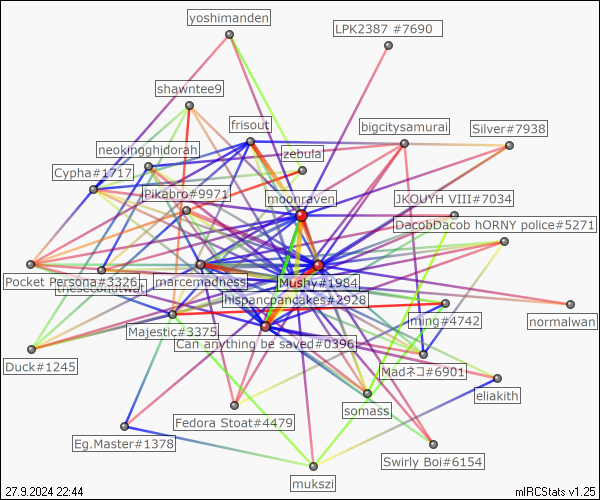 yoshimanden
LPK2387 #7690
shawntee9
frisout
bigcitysamurai
Silver#7938
neokingghidorah
zebula
Cypha#1717
Pikabro#9971
moonraven
JKOUYH VIII#7034
DacobDacob hORNY police#5271
Pocket Persona#3326
marcemadness
Mushy#1984
hispancpancakes#2928
ming#4742
normalwan
Majestic#3375
Can anything be saved#0396
Duck#1245
Madネコ#6901
eliakith
somass
Fedora Stoat#4479
Eg.Master#1378
Swirly Boi#6154
mukszi
27.9.2024 22:44
mIRCStats v1.25